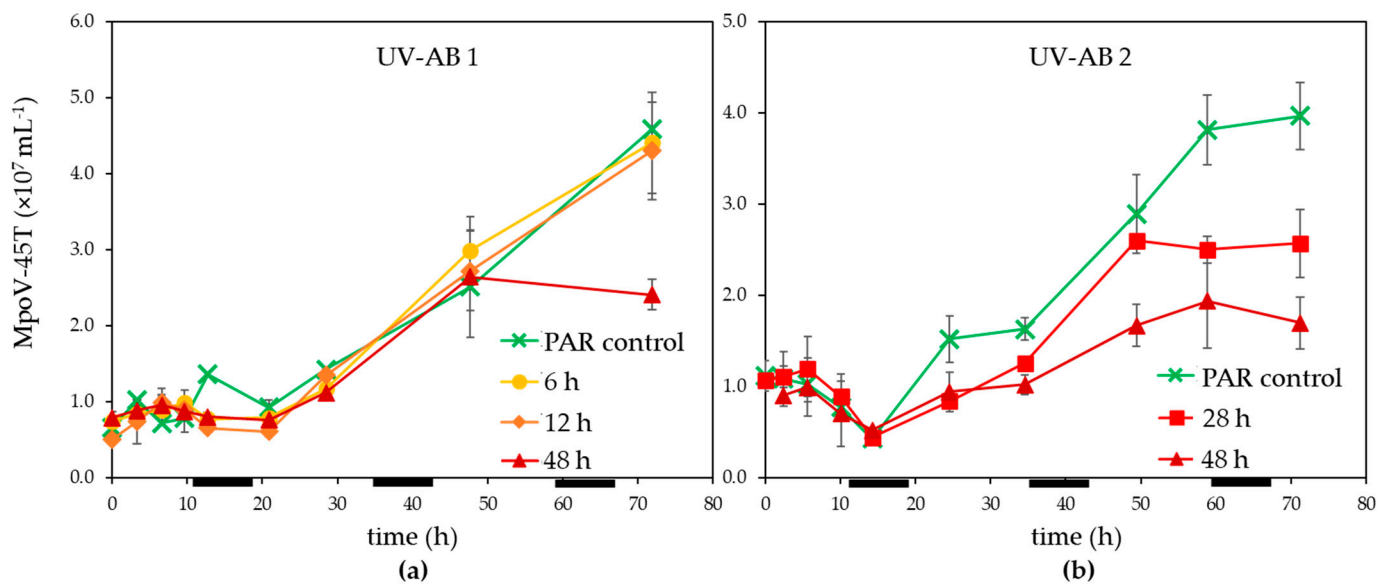 UV-AB 1
MpoV-45T (×10⁷ mL⁻¹)
6.0
5.0
4.0
3.0
2.0
1.0
0.0
PAR control
6 h
12 h
48 h
0 10 20 30 40 50 60 70 80
time (h)
(a)
UV-AB 2
5.0
4.0
3.0
2.0
1.0
0.0
PAR control
28 h
48 h
0 10 20 30 40 50 60 70 80
time (h)
(b)